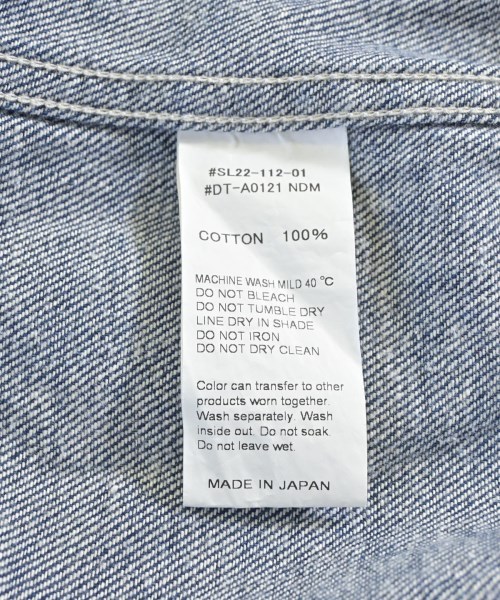 #SL22-112-01
#DT-A0121 NDM
COTTON 100%
MACHINE WASH MILD 40 °C
DO NOT BLEACH
DO NOT TUMBLE DRY
LINE DRY IN SHADE
DO NOT IRON
DO NOT DRY CLEAN
Color can transfer to other
products worn together.
Wash separately. Wash
inside out. Do not soak.
Do not leave wet.
MADE IN JAPAN